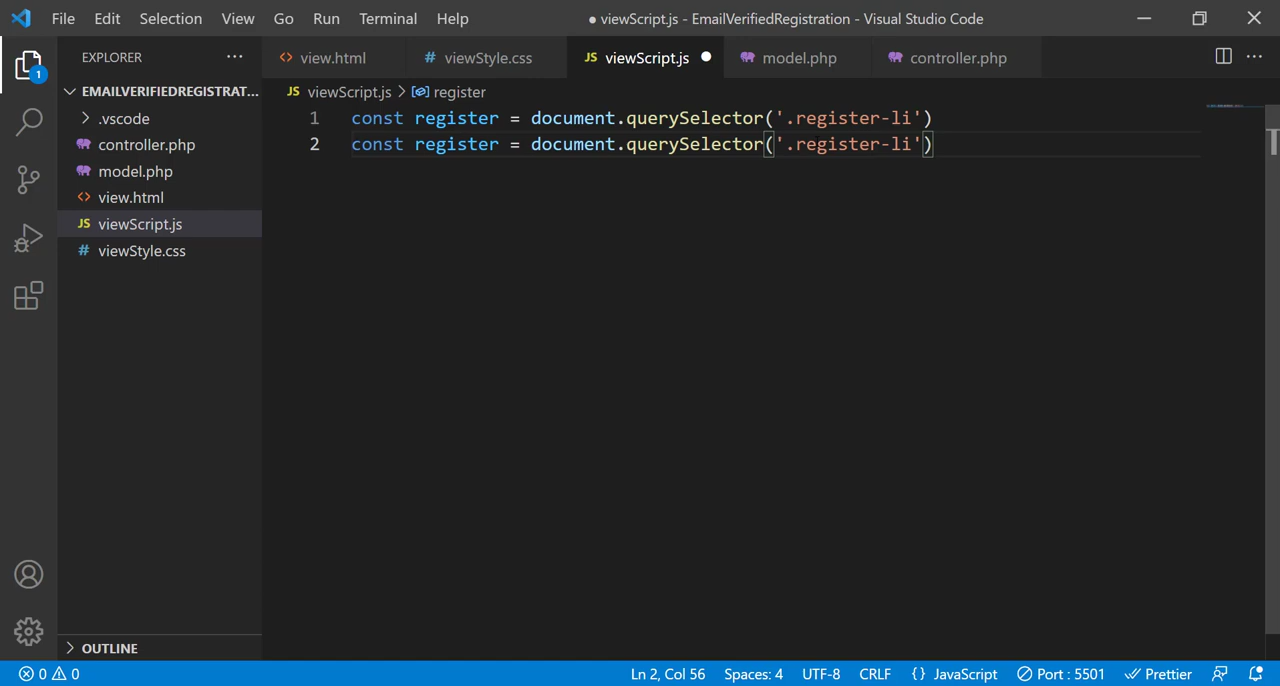 File Edit Selection View Go Run Terminal Help ● viewScript.js - EmailVerifiedRegistration - Visual Studio Code
EXPLORER ··· <> view.html # viewStyle.css JS viewScript.js ● model.php controller.php ···
1
EMAILVERIFIEDREGISTRAT...
JS viewScript.js > register
> .vscode
controller.php
model.php
<> view.html
JS viewScript.js
# viewStyle.css
1 const register = document.querySelector('.register-li')
2 const register = document.querySelector('.register-li')
> OUTLINE
0 0 Ln 2, Col 56 Spaces: 4 UTF-8 CRLF {} JavaScript Port : 5501 Prettier